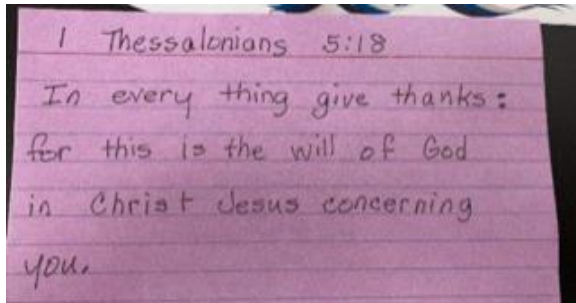 1 Thessalonians 5:18
In every thing give thanks:
for this is the will of God
in Christ Jesus concerning
you.